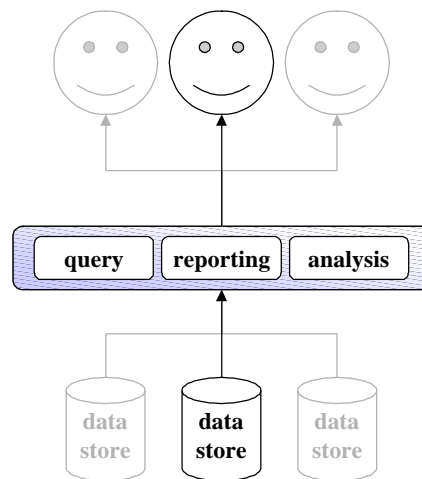 query reporting analysis
data data data
store store store